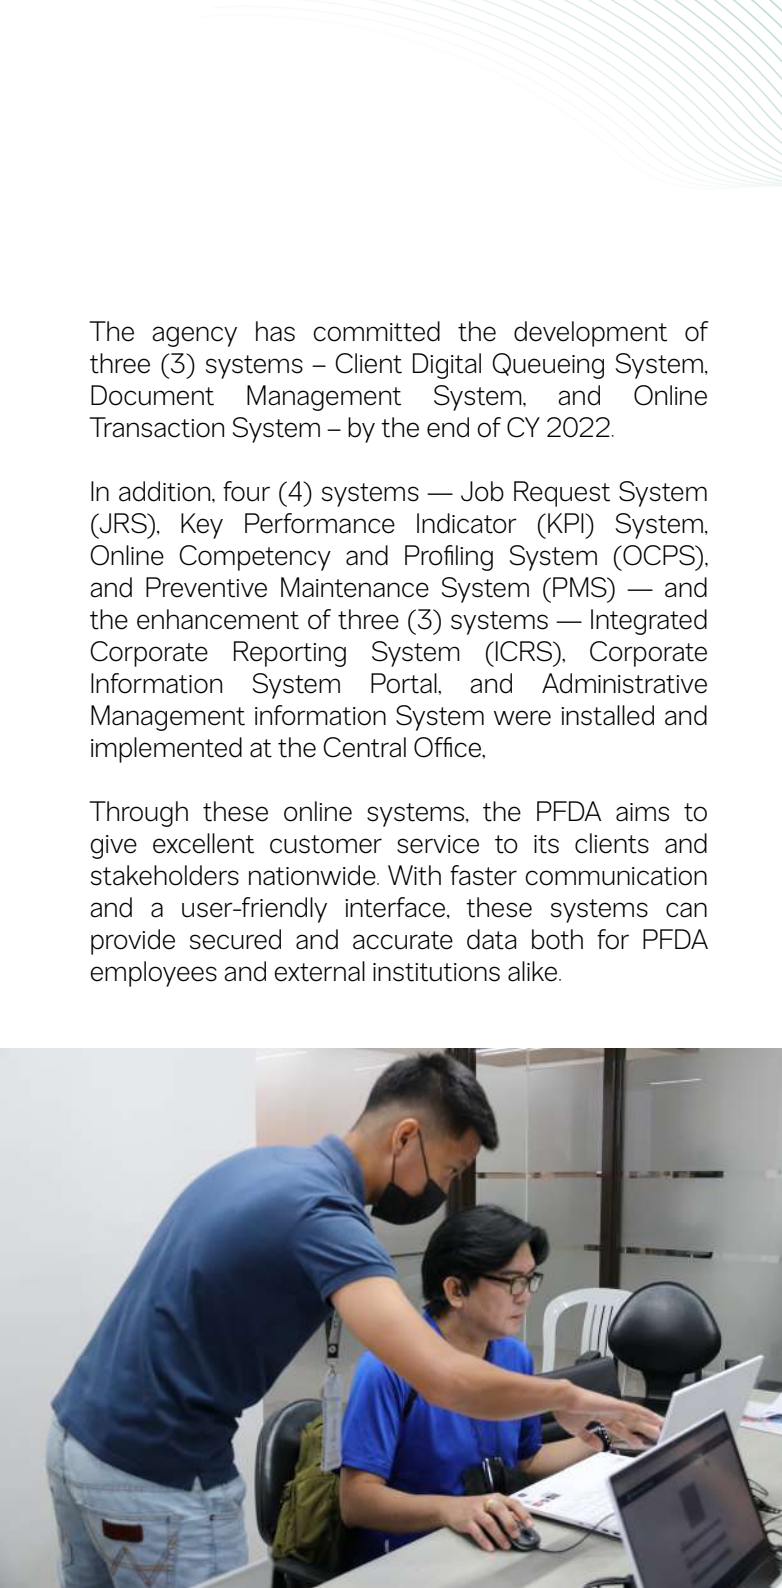 The agency has committed the development of
three (3) systems – Client Digital Queueing System,
Document Management System, and Online
Transaction System – by the end of CY 2022.
In addition, four (4) systems — Job Request System
(JRS), Key Performance Indicator (KPI) System,
Online Competency and Profiling System (OCPS),
and Preventive Maintenance System (PMS) — and
the enhancement of three (3) systems — Integrated
Corporate Reporting System (ICRS), Corporate
Information System Portal, and Administrative
Management information System were installed and
implemented at the Central Office,
Through these online systems, the PFDA aims to
give excellent customer service to its clients and
stakeholders nationwide. With faster communication
and a user-friendly interface, these systems can
provide secured and accurate data both for PFDA
employees and external institutions alike.